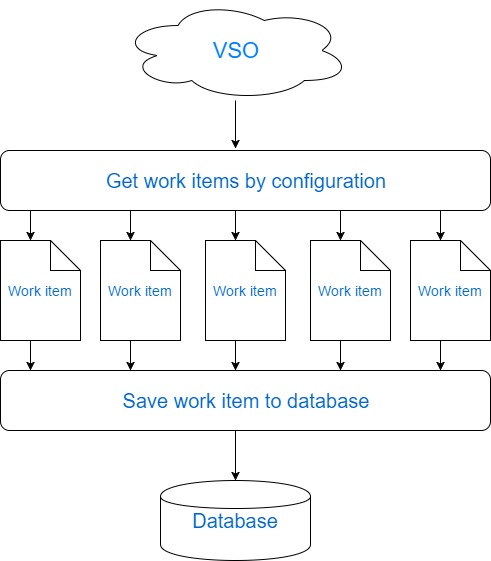 VSO
Get work items by configuration
Work item Work item Work item Work item Work item
Save work item to database
Database